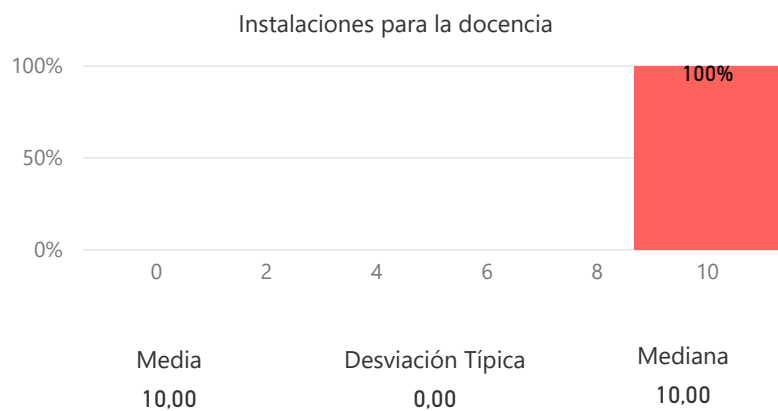 Instalaciones para la docencia
100%
100%
50%
0%
0 2 4 6 8 10
Media Desviación Típica Mediana
10,00 0,00 10,00